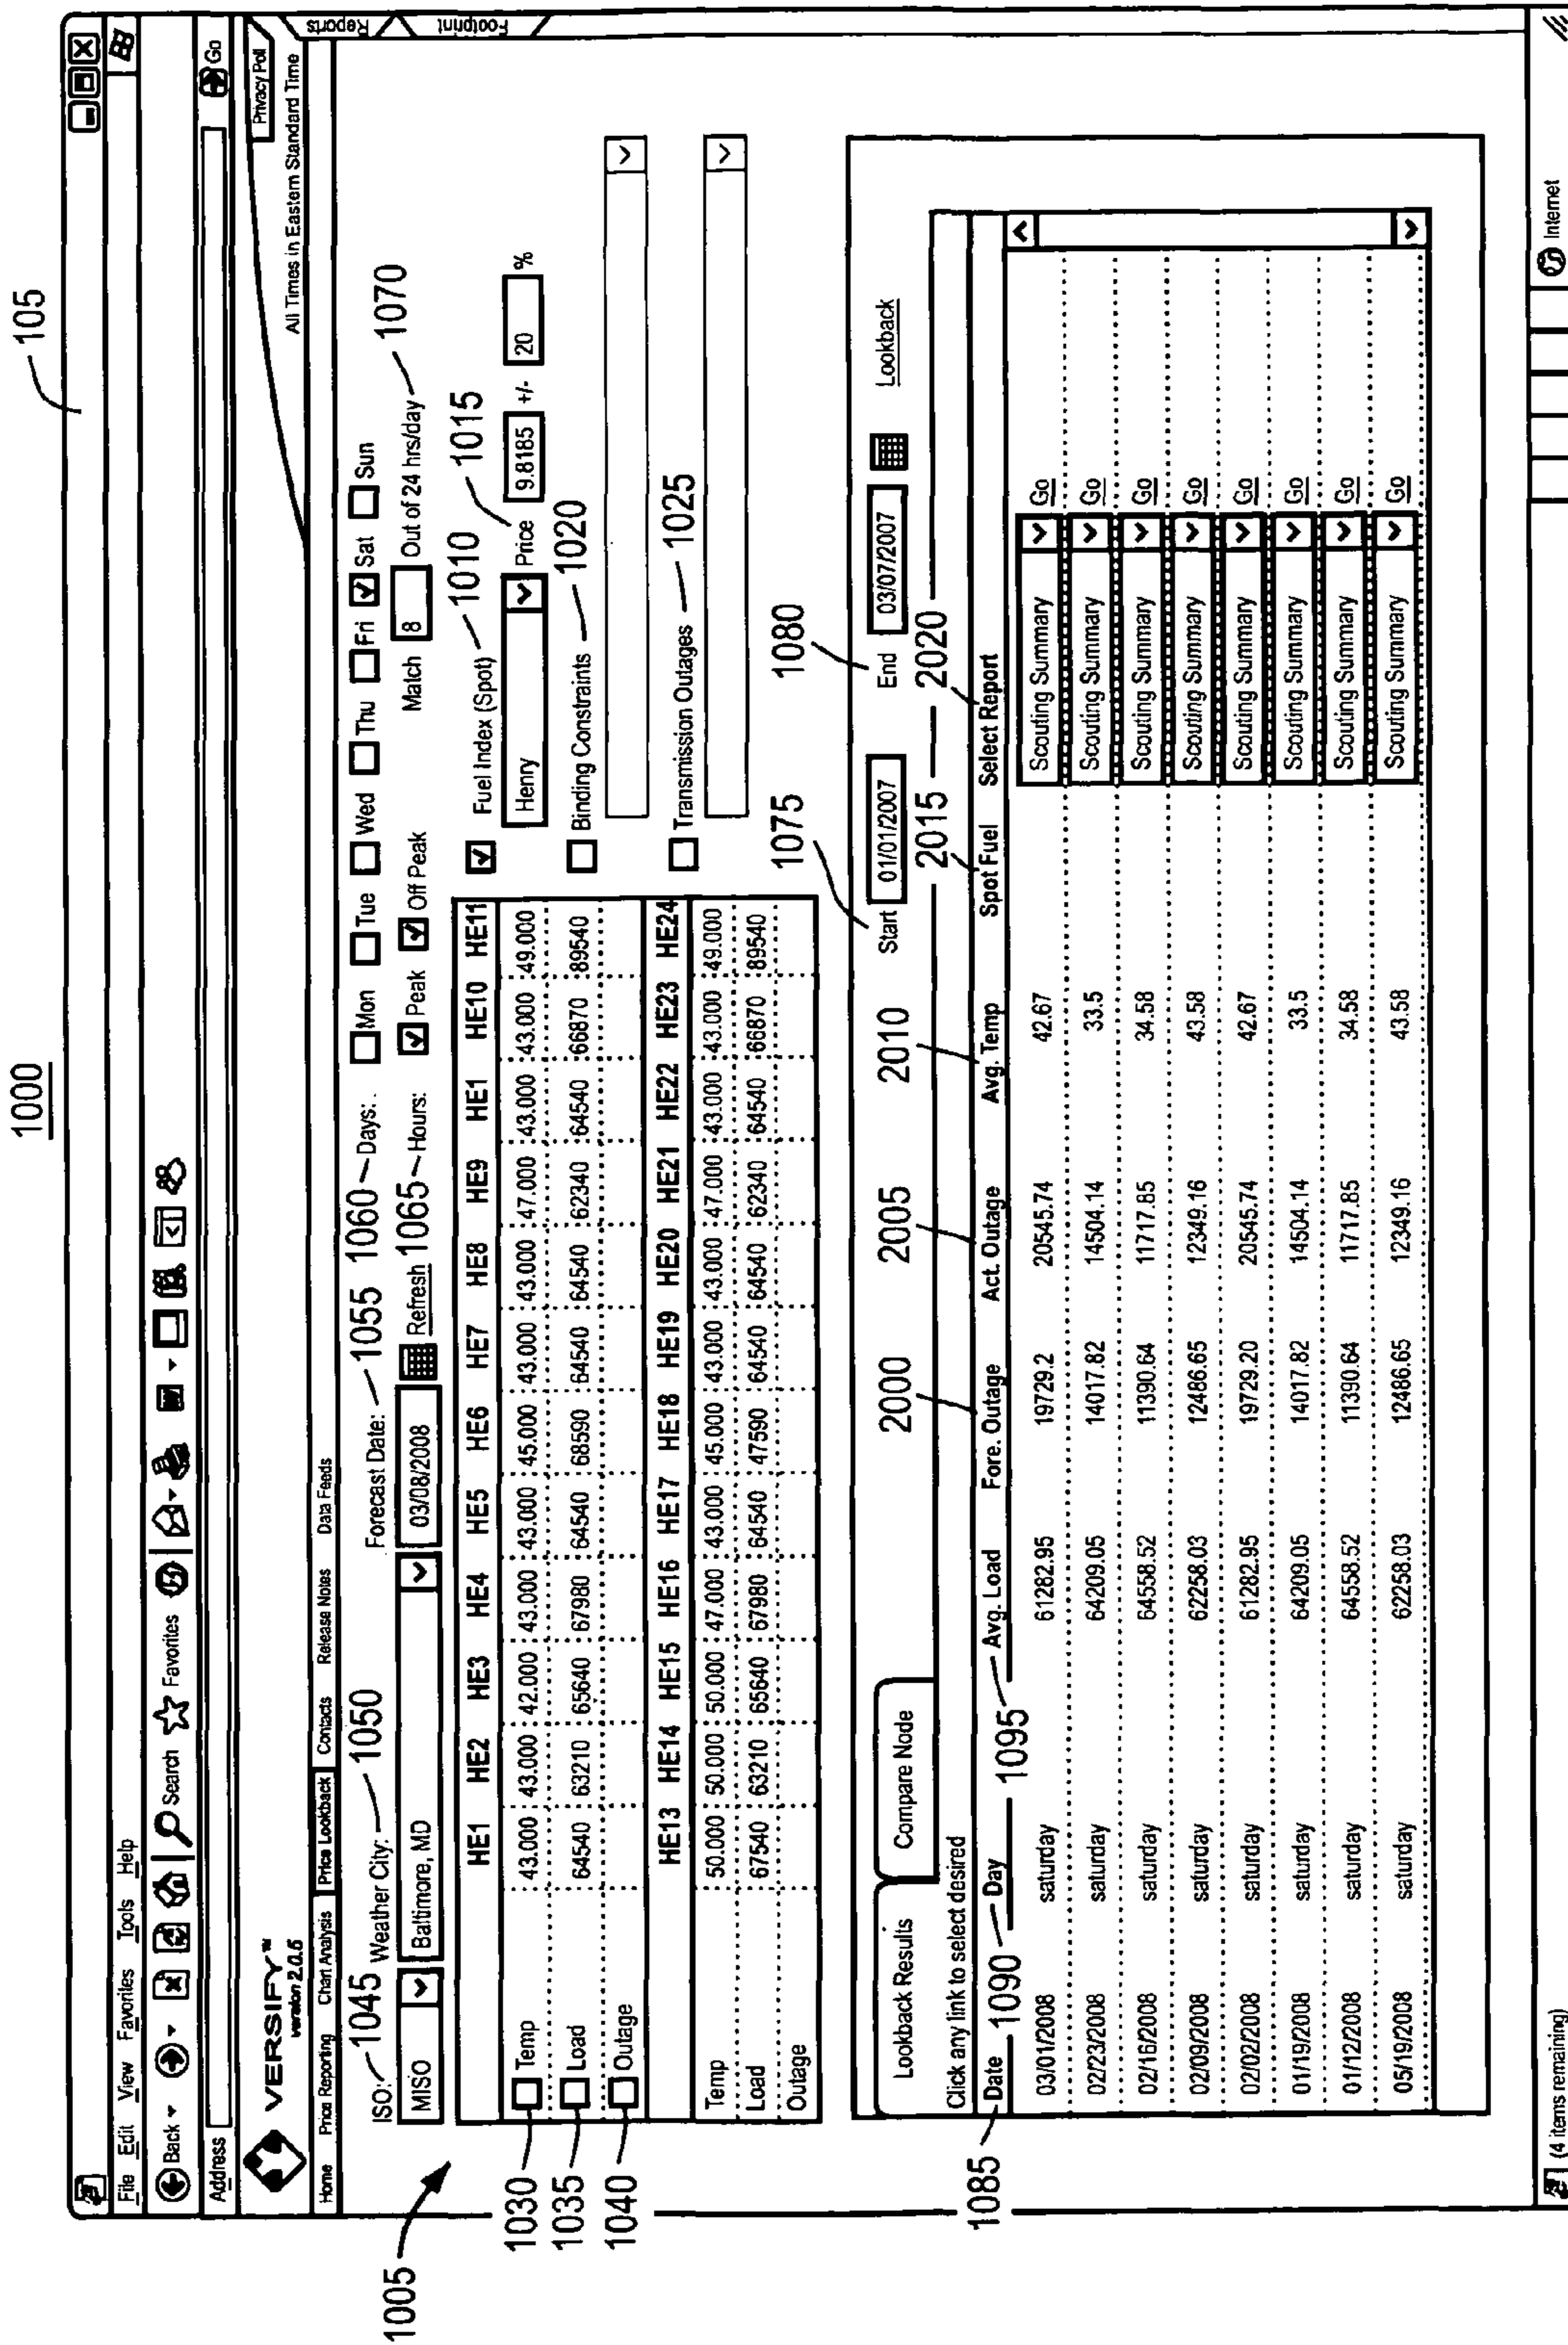 1000
105
File Edit View Favorites Tools Help
Back Search Favorites
Address Go
VERSIFY™
version 2.0.5
Privacy Poll
All Times in Eastern Standard Time
Home Price Reporting Chart Analysis Price Lookback Contacts Release Notes Data Feeds
Reports
Footprint
1005
ISO: 1045 Weather City: 1050 Forecast Date: 1055 1060 Days: Mon Tue Wed Thu Fri Sat Sun
MISO Baltimore, MD 03/08/2008 Refresh 1065 Hours: Peak Off Peak Match 8 Out of 24 hrs/day 1070
HE1 HE2 HE3 HE4 HE5 HE6 HE7 HE8 HE9 HE1 HE10 HE11
1030 Temp 43.000 43.000 42.000 43.000 43.000 45.000 43.000 43.000 47.000 43.000 43.000 49.000
1035 Load 64540 63210 65640 67980 64540 68590 64540 64540 62340 64540 66870 89540
1040 Outage
HE13 HE14 HE15 HE16 HE17 HE18 HE19 HE20 HE21 HE22 HE23 HE24
Temp 50.000 50.000 50.000 47.000 43.000 45.000 43.000 43.000 47.000 43.000 43.000 49.000
Load 67540 63210 65640 67980 64540 47590 64540 64540 62340 64540 66870 89540
Outage
Fuel Index (Spot) 1010
Henry Price 9.8185 +/- 20 %
1015
Binding Constraints 1020
Transmission Outages 1025
1075 1080
Start 01/01/2007 End 03/07/2007 Lookback
Lookback Results Compare Node
2000 2005 2010 2015 2020
Click any link to select desired
1085 Date 1090 Day 1095 Avg. Load Fore. Outage Act. Outage Avg. Temp Spot Fuel Select Report
03/01/2008 saturday 61282.95 19729.2 20545.74 42.67 Scouting Summary Go
02/23/2008 saturday 64209.05 14017.82 14504.14 33.5 Scouting Summary Go
02/16/2008 saturday 64558.52 11390.64 11717.85 34.58 Scouting Summary Go
02/09/2008 saturday 62258.03 12486.65 12349.16 43.58 Scouting Summary Go
02/02/2008 saturday 61282.95 19729.20 20545.74 42.67 Scouting Summary Go
01/19/2008 saturday 64209.05 14017.82 14504.14 33.5 Scouting Summary Go
01/12/2008 saturday 64558.52 11390.64 11717.85 34.58 Scouting Summary Go
05/19/2008 saturday 62258.03 12486.65 12349.16 43.58 Scouting Summary Go
(4 items remaining) Internet